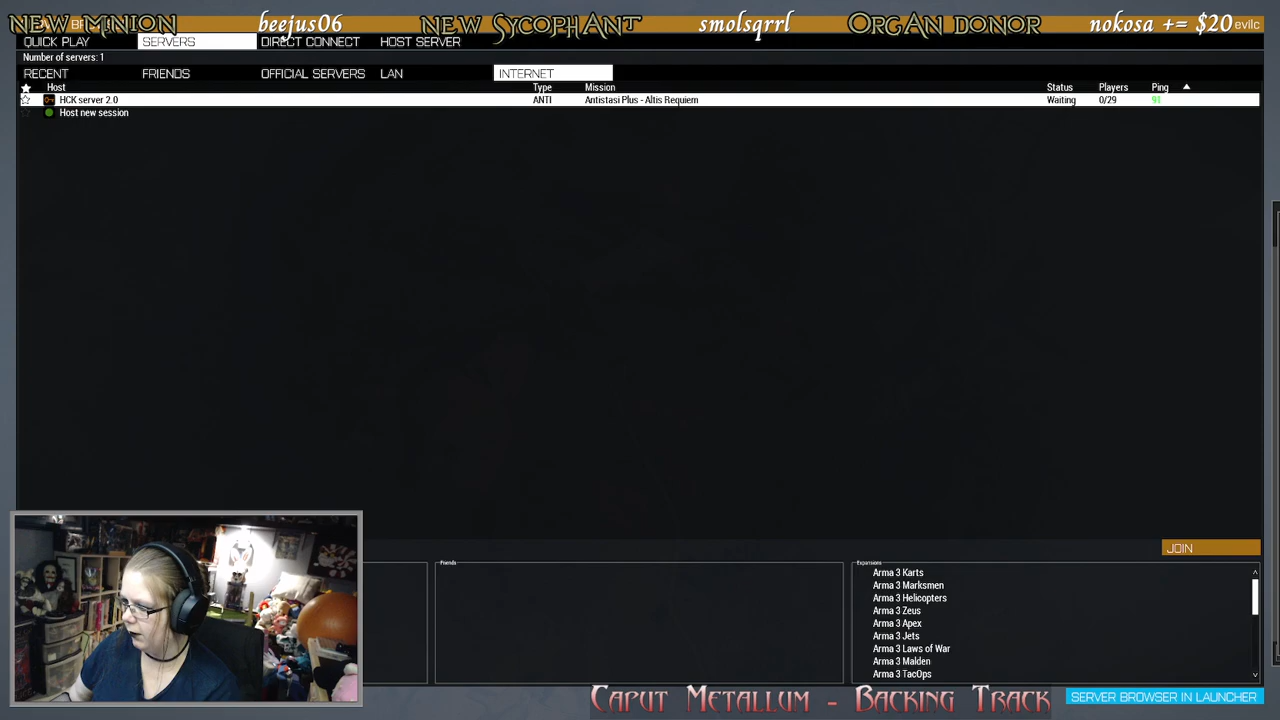 NEW MINION beejus06 NEW SYCOPHANT smolsqrrl ORGAN DONOR nokosa += $20 evilc
QUICK PLAY SERVERS DIRECT CONNECT HOST SERVER
Number of servers: 1
RECENT FRIENDS OFFICIAL SERVERS LAN INTERNET
Host Type Mission Status Players Ping
HCK server 2.0 ANTI Antistasi Plus - Altis Requiem Waiting 0/29 91
Host new session
JOIN
Friends
Expansions
Arma 3 Karts
Arma 3 Marksmen
Arma 3 Helicopters
Arma 3 Zeus
Arma 3 Apex
Arma 3 Jets
Arma 3 Laws of War
Arma 3 Malden
Arma 3 TacOps
CAPUT METALLUM - BACKING TRACK
SERVER BROWSER IN LAUNCHER